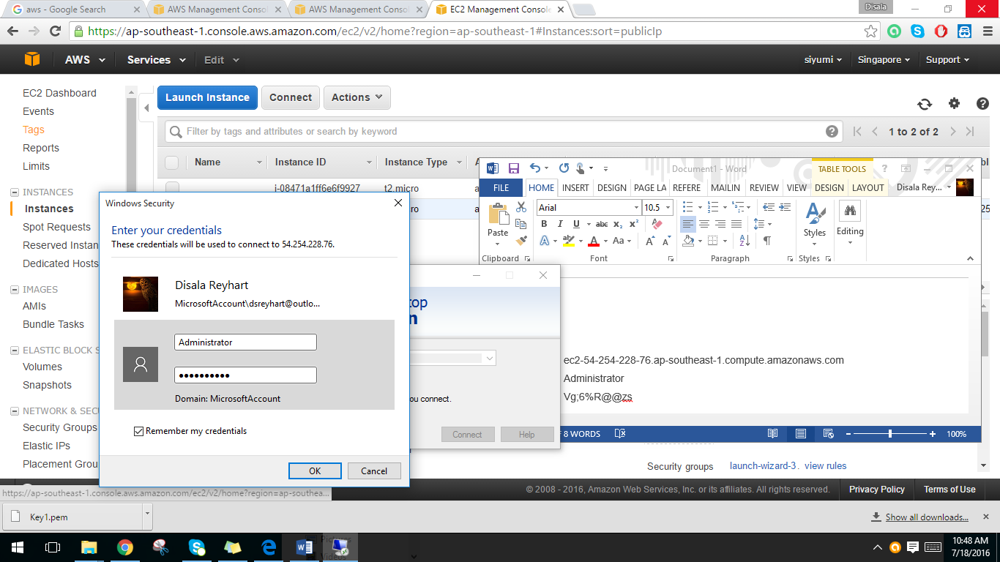 aws - Google Search
AWS Management Conso
AWS Management Conso
EC2 Management Console
Disala
https://ap-southeast-1.console.aws.amazon.com/ec2/v2/home?region=ap-southeast-1#Instances:sort=publicIp
AWS
Services
Edit
siyumi
Singapore
Support
EC2 Dashboard
Events
Tags
Reports
Limits
INSTANCES
Instances
Spot Requests
Reserved Instan
Dedicated Hosts
IMAGES
AMIs
Bundle Tasks
ELASTIC BLOCK S
Volumes
Snapshots
NETWORK & SECU
Security Groups
Elastic IPs
Placement Grou
Launch Instance
Connect
Actions
Filter by tags and attributes or search by keyword
1 to 2 of 2
Name
Instance ID
Instance Type
i-08471a1ff6e6f9927
t2.micro
Windows Security
Enter your credentials
These credentials will be used to connect to 54.254.228.76.
Disala Reyhart
MicrosoftAccount\dsreyhart@outlo...
Administrator
Domain: MicrosoftAccount
Remember my credentials
OK
Cancel
top
n
ou connect.
Connect
Help
Document1 - Word
TABLE TOOLS
FILE
HOME
INSERT
DESIGN
PAGE LA
REFERE
MAILIN
REVIEW
VIEW
DESIGN
LAYOUT
Disala Rey...
Paste
Arial
10.5
Styles
Editing
Clipboard
Font
Paragraph
Styles
ec2-54-254-228-76.ap-southeast-1.compute.amazonaws.com
Administrator
Vg;6%R@@zs
F 8 WORDS
100%
Security groups
launch-wizard-3. view rules
© 2008 - 2016, Amazon Web Services, Inc. or its affiliates. All rights reserved.
Privacy Policy
Terms of Use
https://ap-southeast-1.console.aws.amazon.com/ec2/v2/home?region=ap-southea...
Key1.pem
Show all downloads...
10:48 AM
7/18/2016